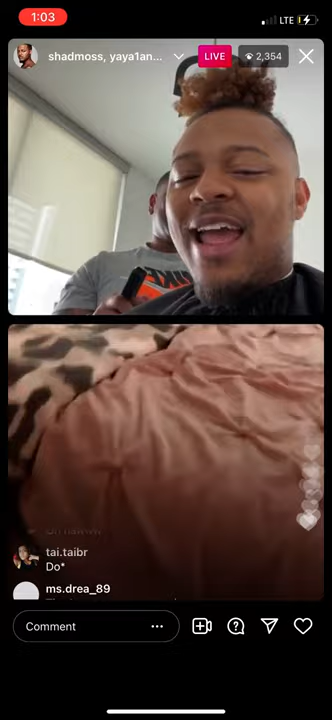 1:03
LTE
shadmoss, yaya1an...
LIVE
2,354
tai.taibr
Do*
ms.drea_89
Comment